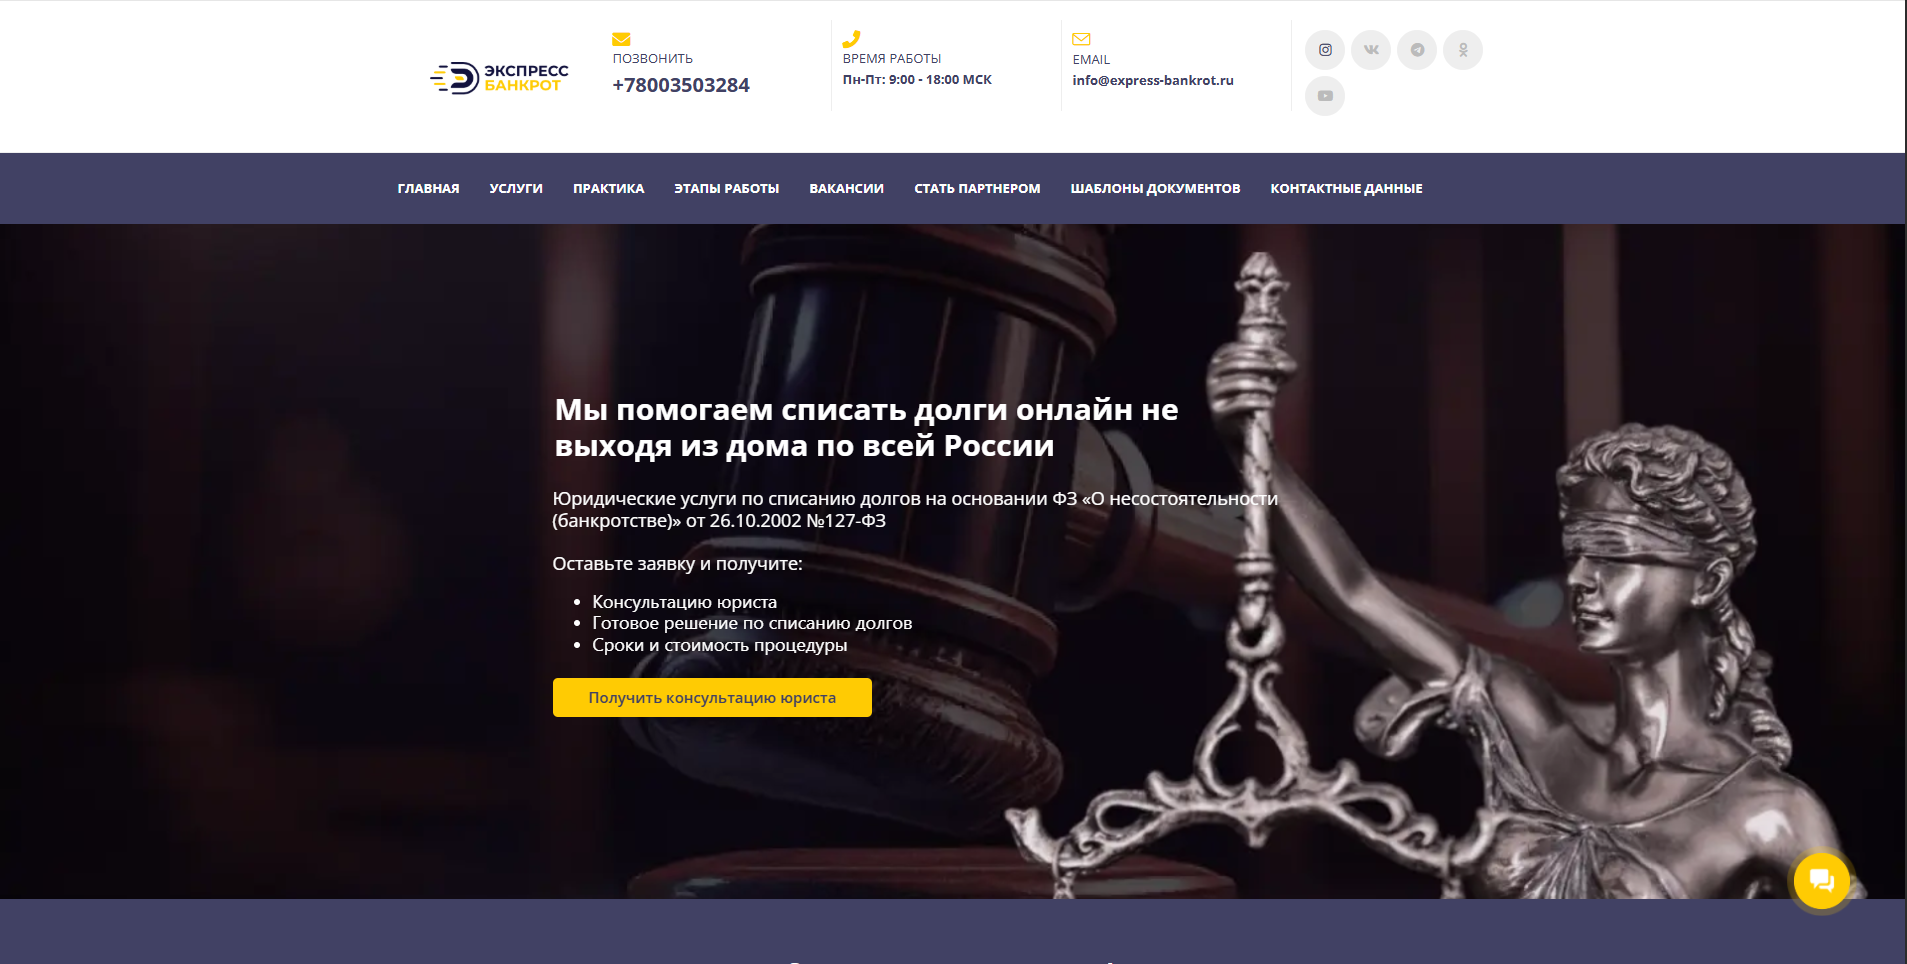 ЭКСПРЕСС
БАНКРОТ
ПОЗВОНИТЬ
+78003503284
ВРЕМЯ РАБОТЫ
Пн-Пт: 9:00 - 18:00 МСК
EMAIL
info@express-bankrot.ru
ГЛАВНАЯ УСЛУГИ ПРАКТИКА ЭТАПЫ РАБОТЫ ВАКАНСИИ СТАТЬ ПАРТНЕРОМ ШАБЛОНЫ ДОКУМЕНТОВ КОНТАКТНЫЕ ДАННЫЕ
Мы помогаем списать долги онлайн не
выходя из дома по всей России
Юридические услуги по списанию долгов на основании ФЗ «О несостоятельности
(банкротстве)» от 26.10.2002 №127-ФЗ
Оставьте заявку и получите:
• Консультацию юриста
• Готовое решение по списанию долгов
• Сроки и стоимость процедуры
Получить консультацию юриста